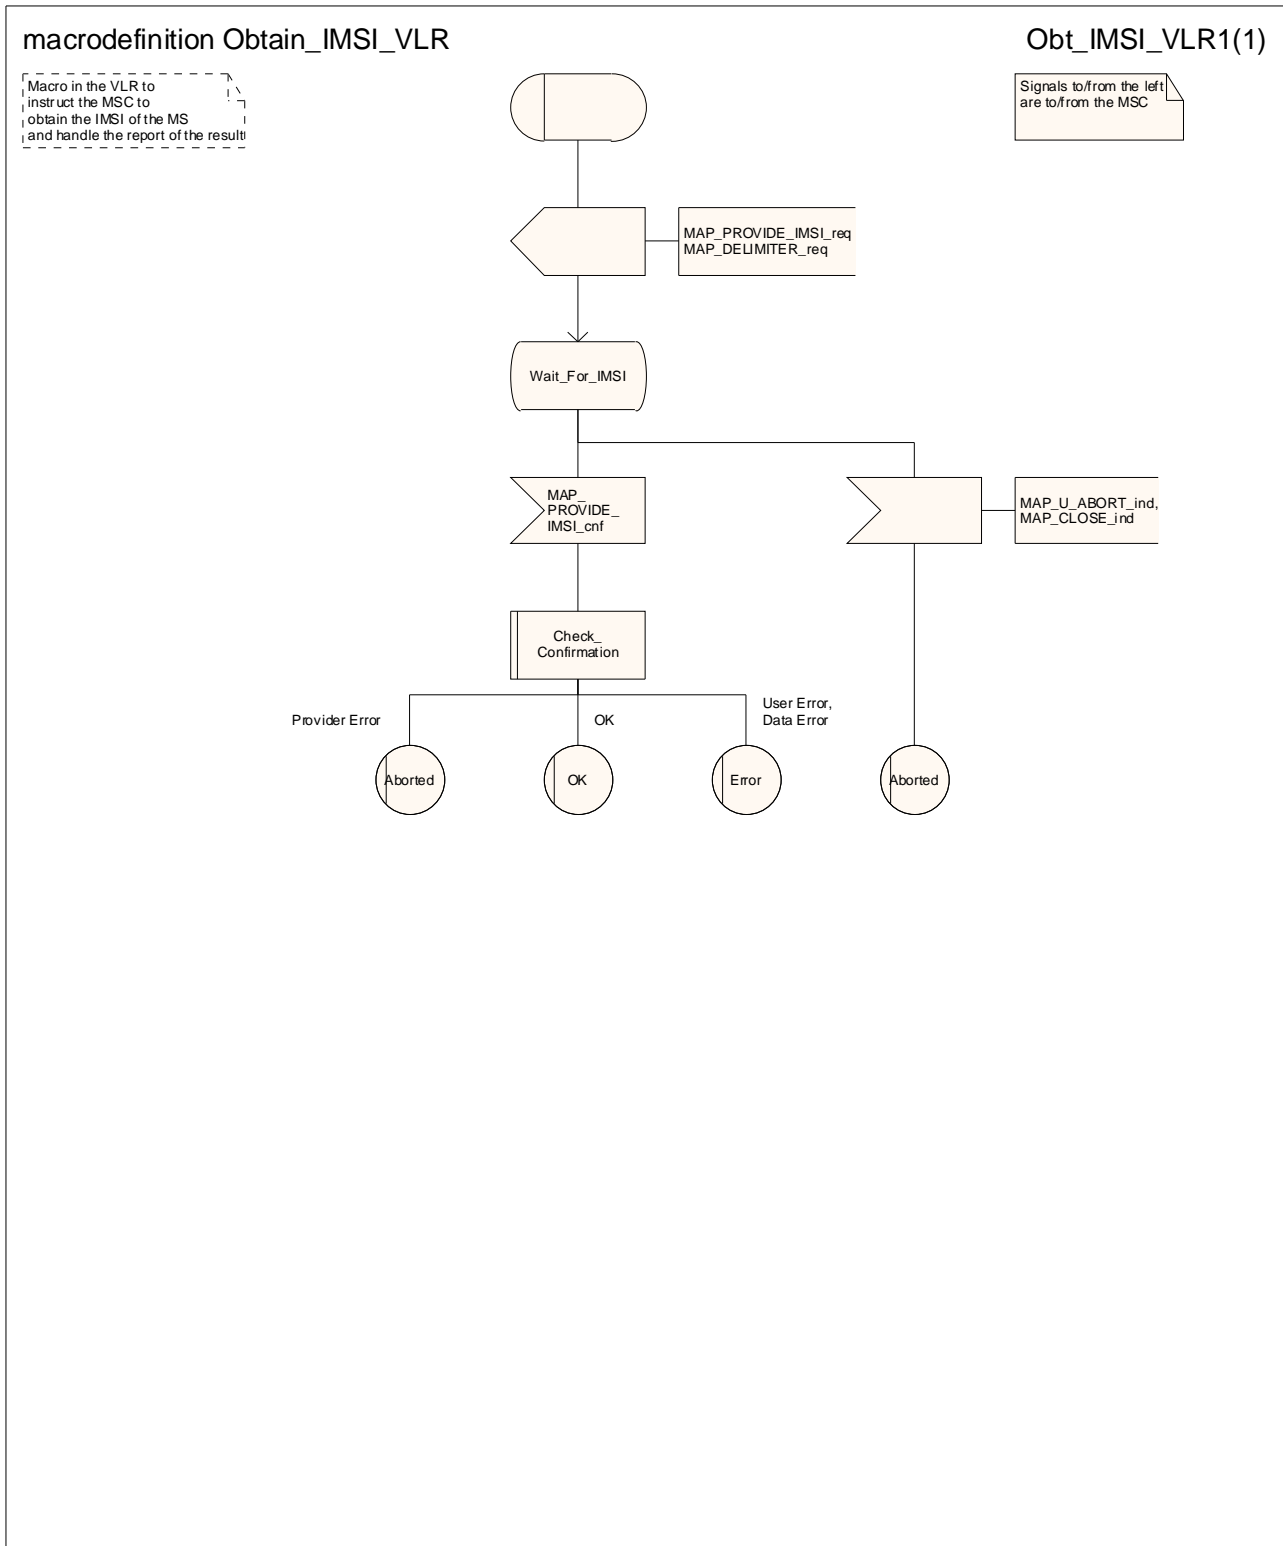 macrodefinition Obtain_IMSI_VLR
Obt_IMSI_VLR1(1)
Macro in the VLR to
instruct the MSC to
obtain the IMSI of the MS
and handle the report of the result
Signals to/from the left
are to/from the MSC
MAP_PROVIDE_IMSI_req
MAP_DELIMITER_req
Wait_For_IMSI
MAP_
PROVIDE_
IMSI_cnf
MAP_U_ABORT_ind,
MAP_CLOSE_ind
Check_
Confirmation
Provider Error
OK
User Error,
Data Error
Aborted
OK
Error
Aborted